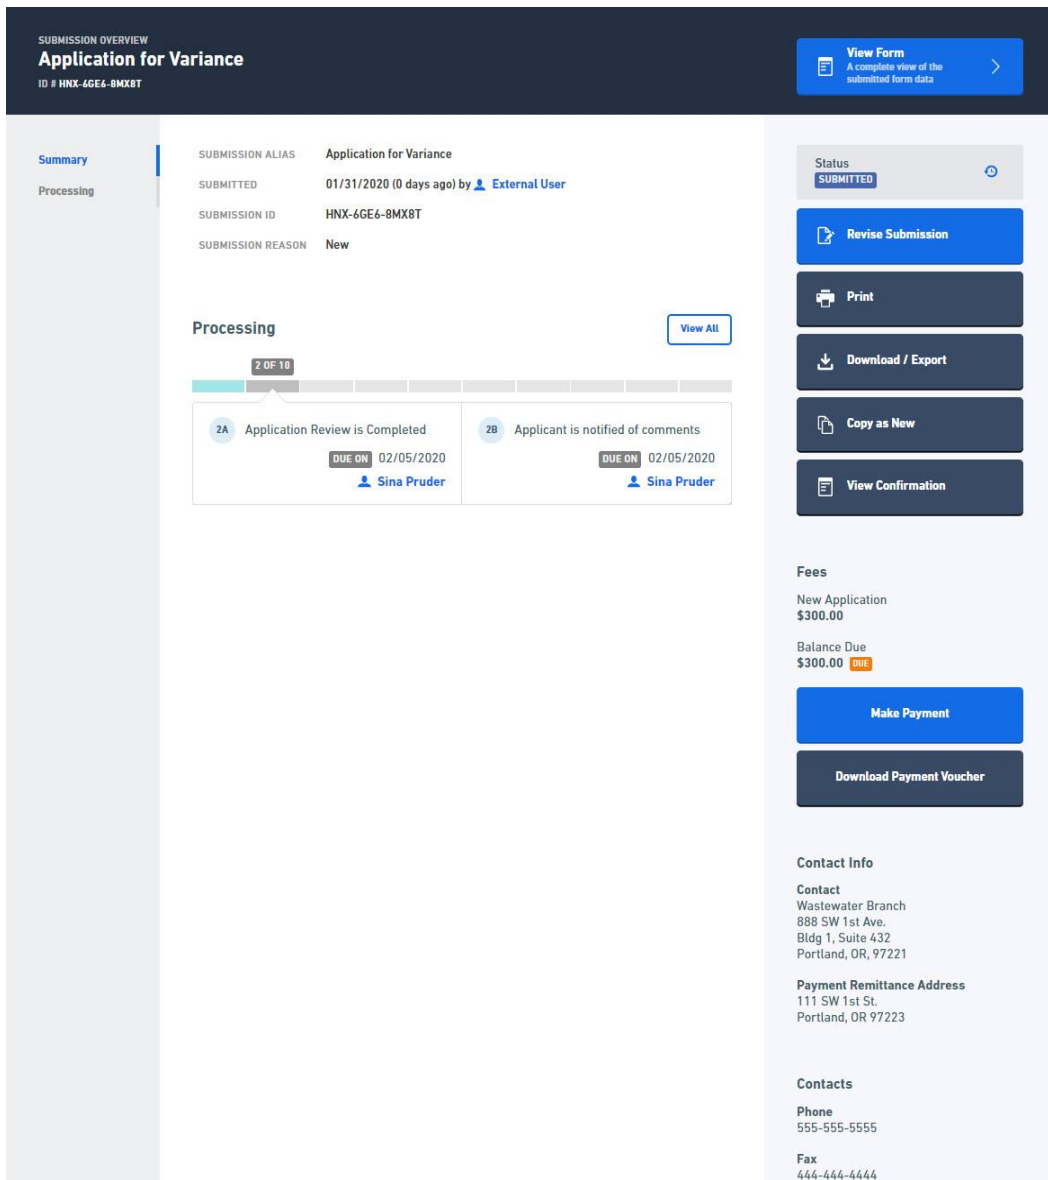 SUBMISSION OVERVIEW
Application for Variance
ID # HNX-6GE6-8MX8T
View Form
A complete view of the
submitted form data
Summary
Processing
SUBMISSION ALIAS Application for Variance
SUBMITTED 01/31/2020 (0 days ago) by External User
SUBMISSION ID HNX-6GE6-8MX8T
SUBMISSION REASON New
Processing
View All
2 OF 10
2A Application Review is Completed
DUE ON 02/05/2020
Sina Pruder
2B Applicant is notified of comments
DUE ON 02/05/2020
Sina Pruder
Status
SUBMITTED
Revise Submission
Print
Download / Export
Copy as New
View Confirmation
Fees
New Application
$300.00
Balance Due
$300.00 DUE
Make Payment
Download Payment Voucher
Contact Info
Contact
Wastewater Branch
888 SW 1st Ave.
Bldg 1, Suite 432
Portland, OR, 97221
Payment Remittance Address
111 SW 1st St.
Portland, OR 97223
Contacts
Phone
555-555-5555
Fax
444-444-4444